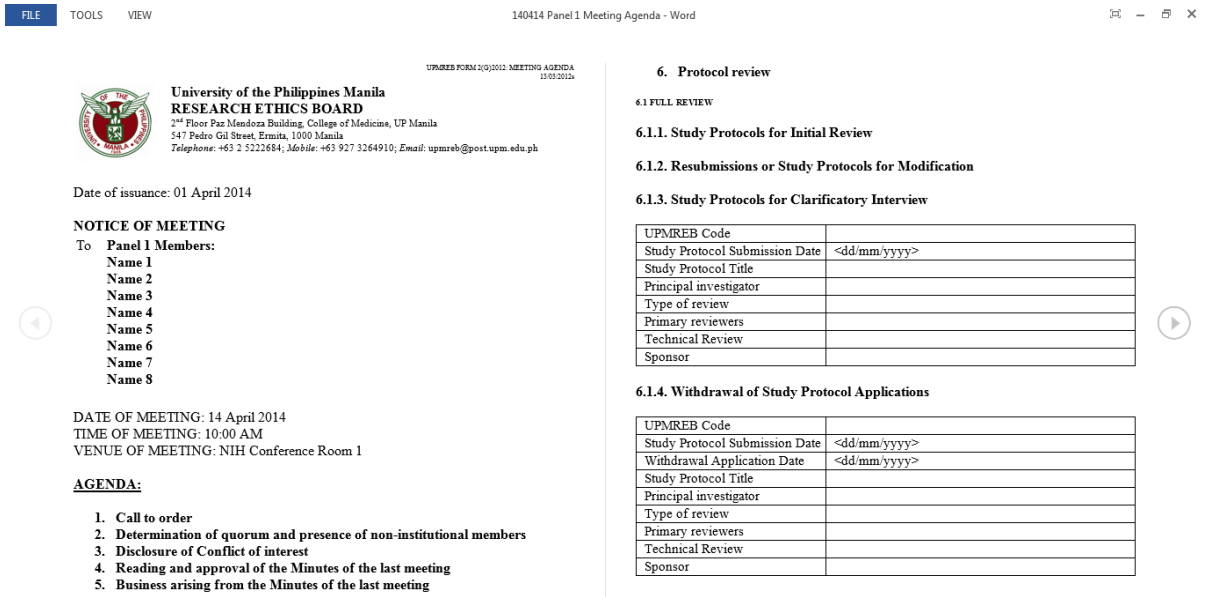 FILE TOOLS VIEW 140414 Panel 1 Meeting Agenda - Word
UPMREB FORM 2(G)2012: MEETING AGENDA
13/03/2012s
UNIVERSITY OF THE PHILIPPINES
MANILA
1908
University of the Philippines Manila
RESEARCH ETHICS BOARD
2nd Floor Paz Mendoza Building, College of Medicine, UP Manila
547 Pedro Gil Street, Ermita, 1000 Manila
Telephone: +63 2 5222684; Mobile: +63 927 3264910; Email: upmreb@post.upm.edu.ph
Date of issuance: 01 April 2014
NOTICE OF MEETING
To Panel 1 Members:
Name 1
Name 2
Name 3
Name 4
Name 5
Name 6
Name 7
Name 8
DATE OF MEETING: 14 April 2014
TIME OF MEETING: 10:00 AM
VENUE OF MEETING: NIH Conference Room 1
AGENDA:
1. Call to order
2. Determination of quorum and presence of non-institutional members
3. Disclosure of Conflict of interest
4. Reading and approval of the Minutes of the last meeting
5. Business arising from the Minutes of the last meeting
6. Protocol review
6.1 FULL REVIEW
6.1.1. Study Protocols for Initial Review
6.1.2. Resubmissions or Study Protocols for Modification
6.1.3. Study Protocols for Clarificatory Interview
UPMREB Code
Study Protocol Submission Date <dd/mm/yyyy>
Study Protocol Title
Principal investigator
Type of review
Primary reviewers
Technical Review
Sponsor
6.1.4. Withdrawal of Study Protocol Applications
UPMREB Code
Study Protocol Submission Date <dd/mm/yyyy>
Withdrawal Application Date <dd/mm/yyyy>
Study Protocol Title
Principal investigator
Type of review
Primary reviewers
Technical Review
Sponsor